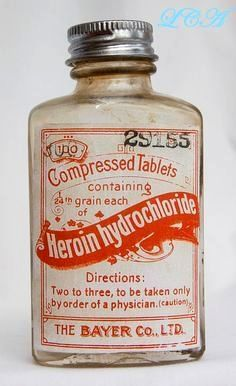 LCA
100
29155
Compressed Tablets
containing
1/24th grain each
of
Heroin hydrochloride
Directions:
Two to three, to be taken only
by order of a physician. (caution)
THE BAYER Co., LTD.